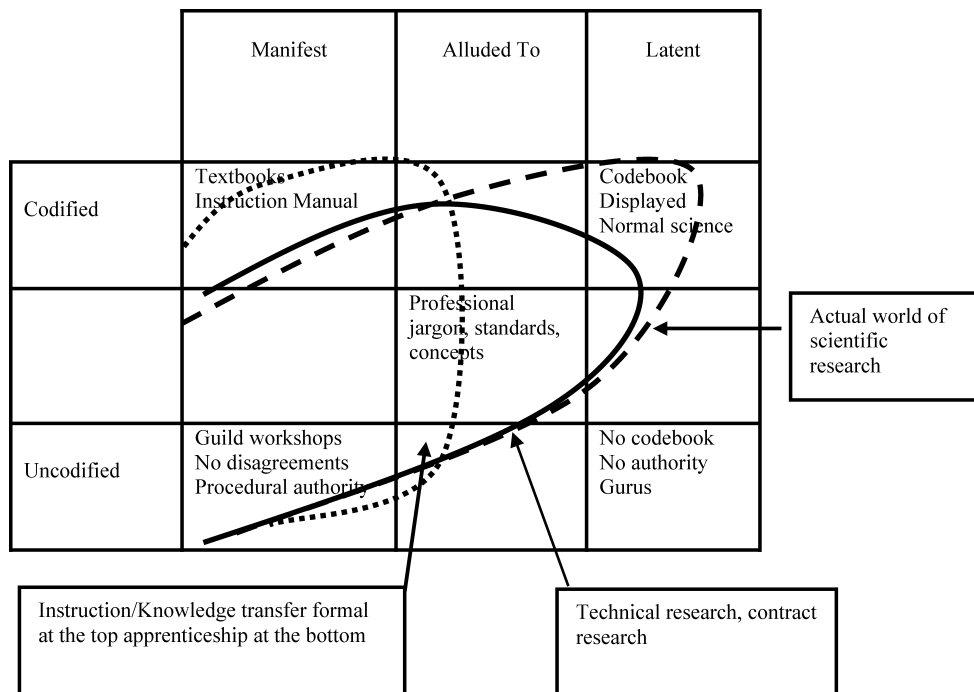 Manifest
Alluded To
Latent
Codified
Textbooks
Instruction Manual
Codebook
Displayed
Normal science
Professional
jargon, standards,
concepts
Actual world of
scientific
research
Uncodified
Guild workshops
No disagreements
Procedural authority
No codebook
No authority
Gurus
Instruction/Knowledge transfer formal
at the top apprenticeship at the bottom
Technical research, contract
research